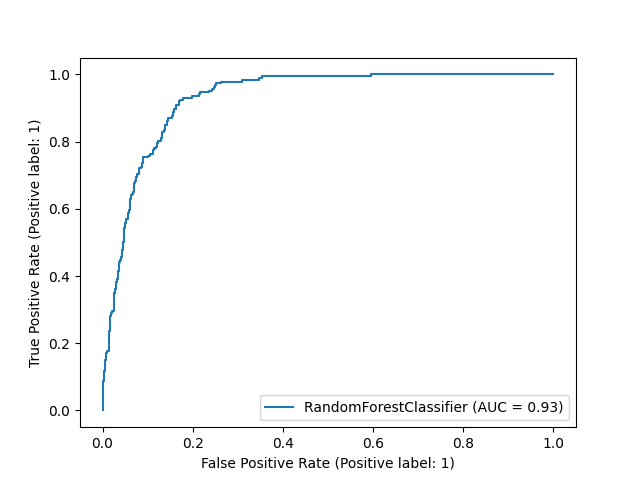 1.0
0.8
0.6
0.4
0.2
0.0
True Positive Rate (Positive label: 1)
RandomForestClassifier (AUC = 0.93)
0.0 0.2 0.4 0.6 0.8 1.0
False Positive Rate (Positive label: 1)